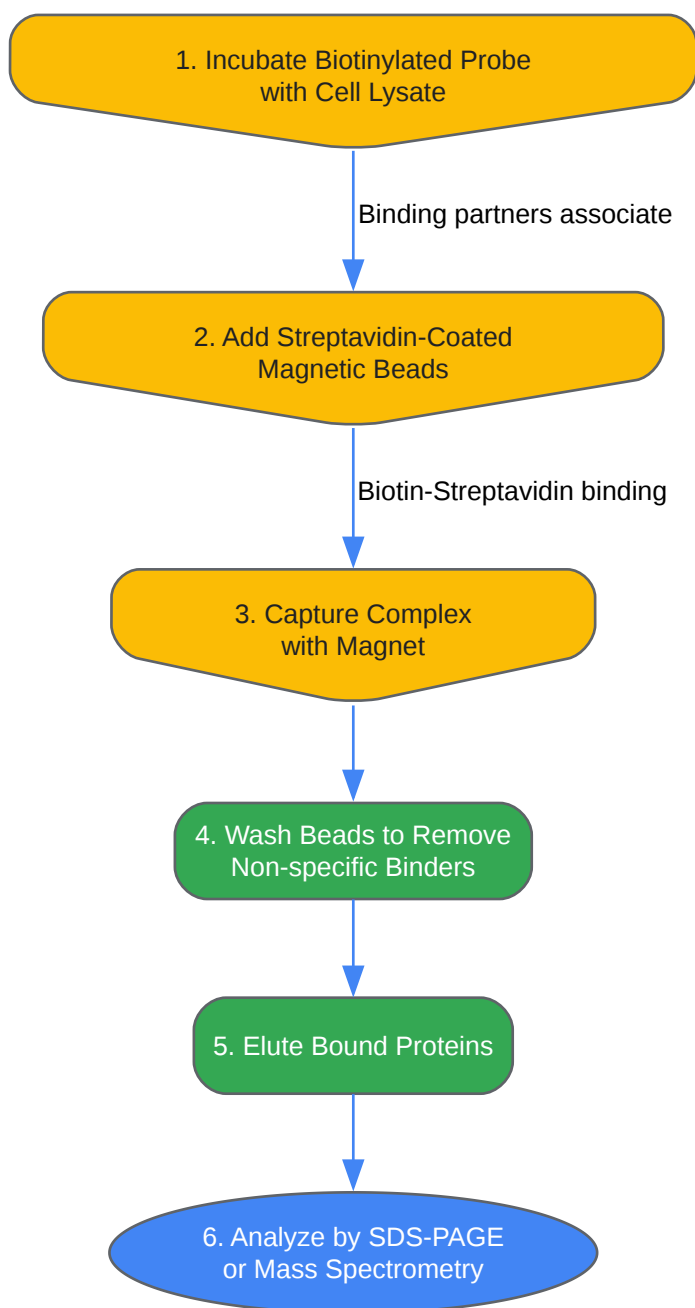 1. Incubate Biotinylated Probe
with Cell Lysate
Binding partners associate
2. Add Streptavidin-Coated
Magnetic Beads
Biotin-Streptavidin binding
3. Capture Complex
with Magnet
4. Wash Beads to Remove
Non-specific Binders
5. Elute Bound Proteins
6. Analyze by SDS-PAGE
or Mass Spectrometry